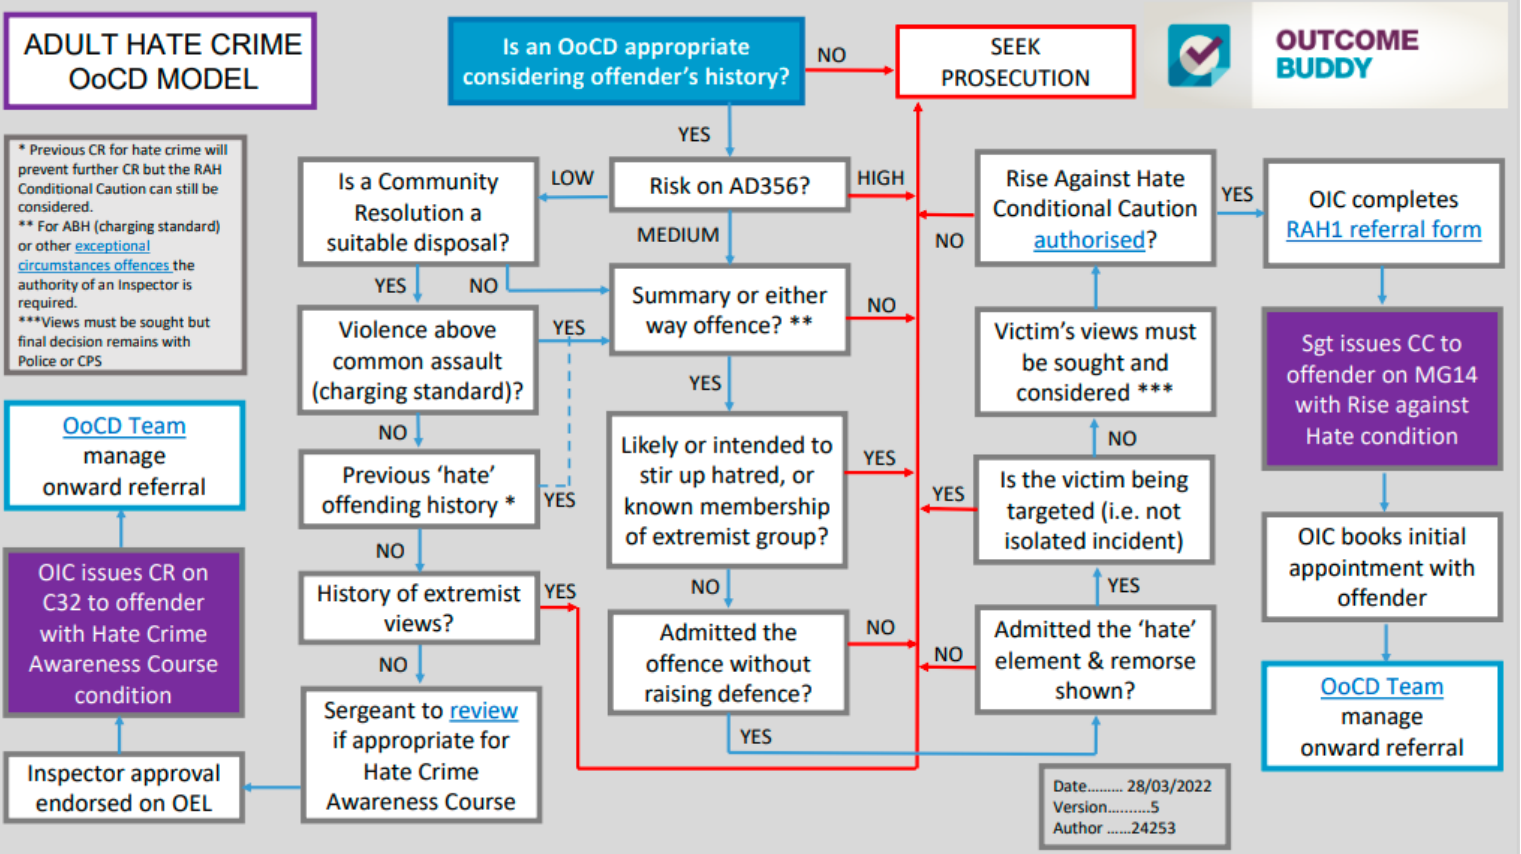 ADULT HATE CRIME
OoCD MODEL
Is an OoCD appropriate
considering offender's history?
NO
SEEK
PROSECUTION
OUTCOME
BUDDY
* Previous CR for hate crime will
prevent further CR but the RAH
Conditional Caution can still be
considered.
** For ABH (charging standard)
or other exceptional
circumstances offences the
authority of an Inspector is
required.
***Views must be sought but
final decision remains with
Police or CPS
YES
Is a Community
Resolution a
suitable disposal?
LOW
Risk on AD356?
HIGH
MEDIUM
Rise Against Hate
Conditional Caution
authorised?
YES
NO
OIC completes
RAH1 referral form
YES
NO
Summary or either
way offence? **
NO
Violence above
common assault
(charging standard)?
YES
YES
Victim's views must
be sought and
considered ***
Sgt issues CC to
offender on MG14
with Rise against
Hate condition
OoCD Team
manage
onward referral
NO
Likely or intended to
stir up hatred, or
known membership
of extremist group?
YES
NO
Previous 'hate'
offending history *
YES
YES
Is the victim being
targeted (i.e. not
isolated incident)
OIC books initial
appointment with
offender
NO
NO
YES
OIC issues CR on
C32 to offender
with Hate Crime
Awareness Course
condition
History of extremist
views?
YES
Admitted the
offence without
raising defence?
NO
NO
Admitted the 'hate'
element & remorse
shown?
NO
YES
OoCD Team
manage
onward referral
Sergeant to review
if appropriate for
Hate Crime
Awareness Course
Inspector approval
endorsed on OEL
Date......... 28/03/2022
Version..........5
Author ......24253